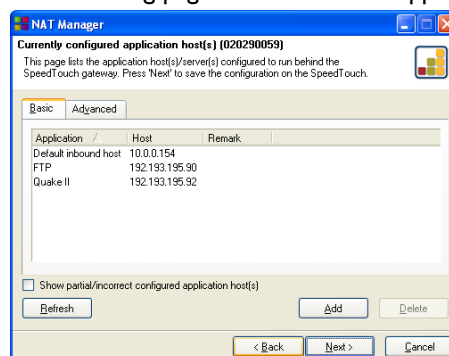 NAT Manager
Currently configured application host(s) (020290059)
This page lists the application host(s)/server(s) configured to run behind the
SpeedTouch gateway. Press 'Next' to save the configuration on the SpeedTouch.
Basic Advanced
Application Host Remark
Default inbound host 10.0.0.154
FTP 192.193.195.90
Quake II 192.193.195.92
Show partial/incorrect configured application host(s)
Refresh Add Delete
< Back Next > Cancel